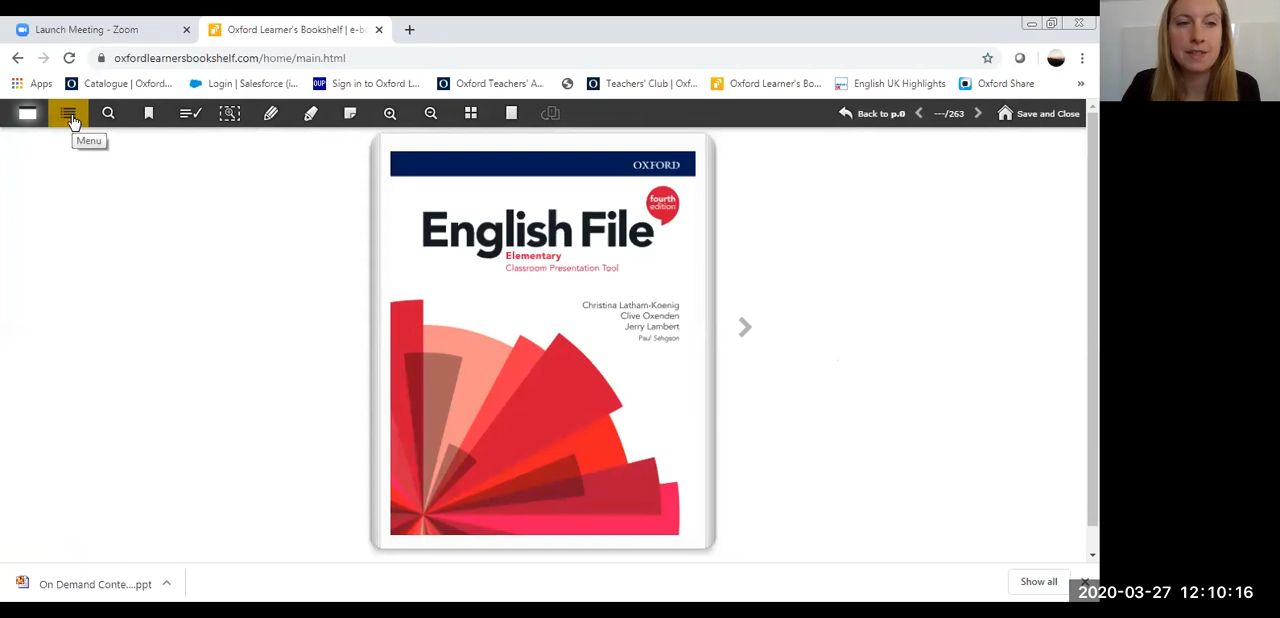 Launch Meeting - Zoom
Oxford Learner's Bookshelf | e-b
oxfordlearnersbookshelf.com/home/main.html
Apps
Catalogue | Oxford...
Login | Salesforce (i...
OUP
Sign in to Oxford L...
Oxford Teachers' A...
Teachers' Club | Ox...
Oxford Learner's Bo...
English UK Highlights
Oxford Share
»
Back to p.0
---/263
Save and Close
Menu
OXFORD
fourth
edition
English File
Elementary
Classroom Presentation Tool
Christina Latham-Koenig
Clive Oxenden
Jerry Lambert
Paul Seligson
On Demand Conte....ppt
Show all
2020-03-27 12:10:16